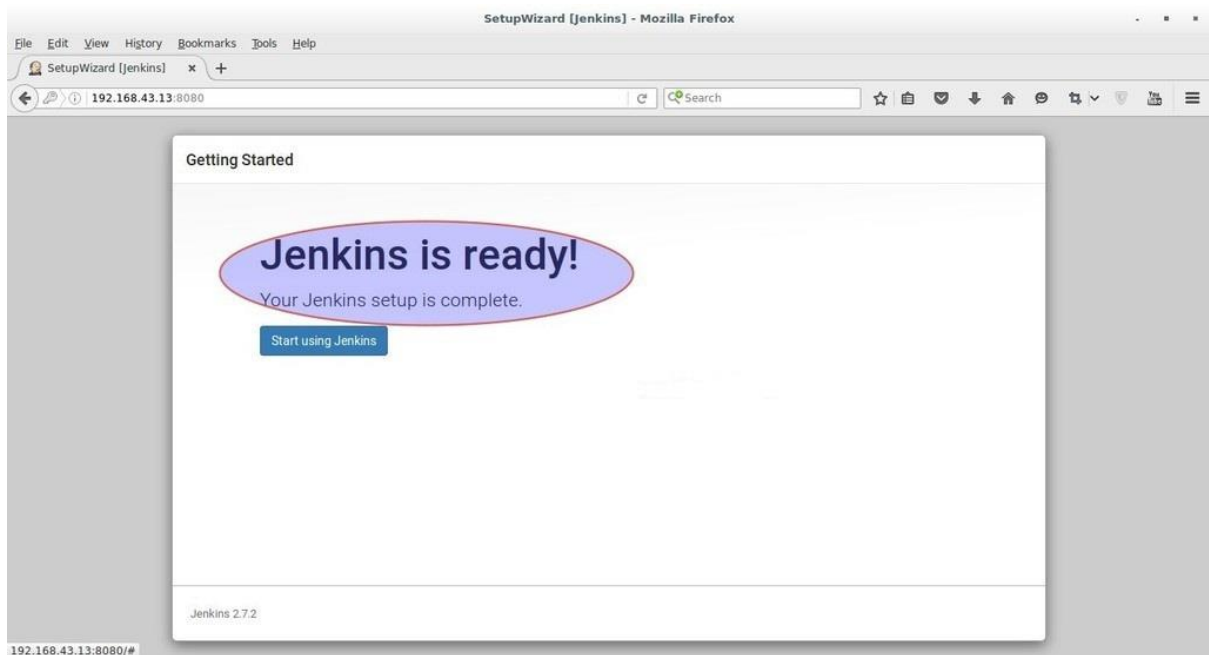 SetupWizard [Jenkins] - Mozilla Firefox
File Edit View History Bookmarks Tools Help
SetupWizard [Jenkins]
192.168.43.13:8080
Search
Getting Started
Jenkins is ready!
Your Jenkins setup is complete.
Start using Jenkins
Jenkins 2.7.2
192.168.43.13:8080/#